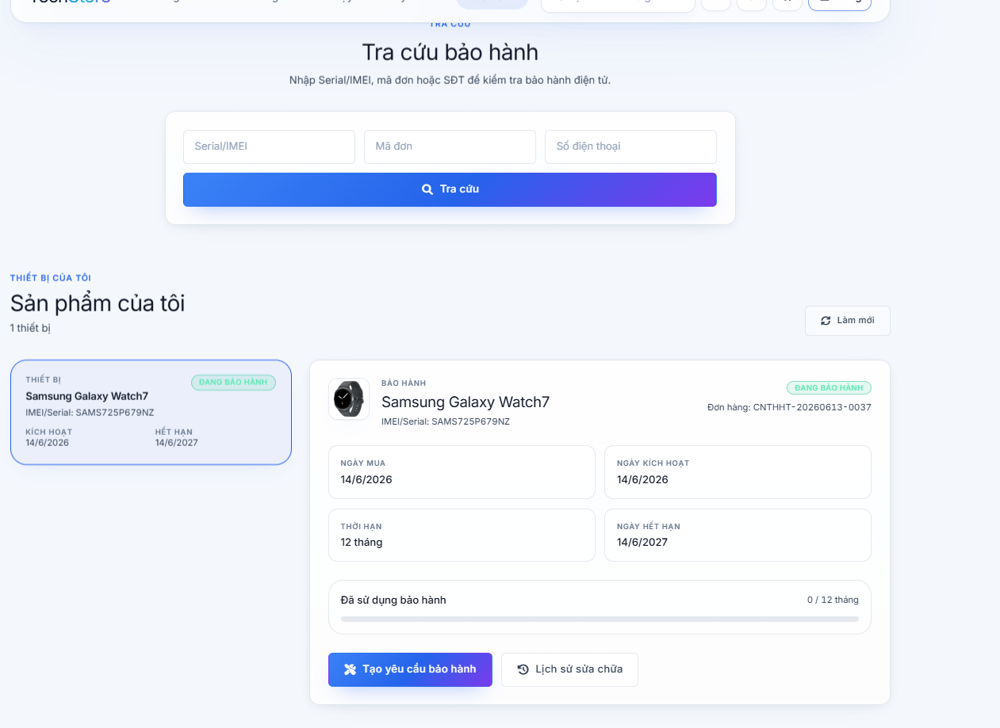 TRA CỨU
Tra cứu bảo hành
Nhập Serial/IMEI, mã đơn hoặc SĐT để kiểm tra bảo hành điện tử.
Serial/IMEI
Mã đơn
Số điện thoại
Tra cứu
THIẾT BỊ CỦA TÔI
Sản phẩm của tôi
1 thiết bị
Làm mới
THIẾT BỊ
ĐANG BẢO HÀNH
Samsung Galaxy Watch7
IMEI/Serial: SAMS725P679NZ
KÍCH HOẠT
HẾT HẠN
14/6/2026
14/6/2027
BẢO HÀNH
Samsung Galaxy Watch7
IMEI/Serial: SAMS725P679NZ
ĐANG BẢO HÀNH
Đơn hàng: CNTHHT-20260613-0037
NGÀY MUA
14/6/2026
NGÀY KÍCH HOẠT
14/6/2026
THỜI HẠN
12 tháng
NGÀY HẾT HẠN
14/6/2027
Đã sử dụng bảo hành
0 / 12 tháng
Tạo yêu cầu bảo hành
Lịch sử sửa chữa